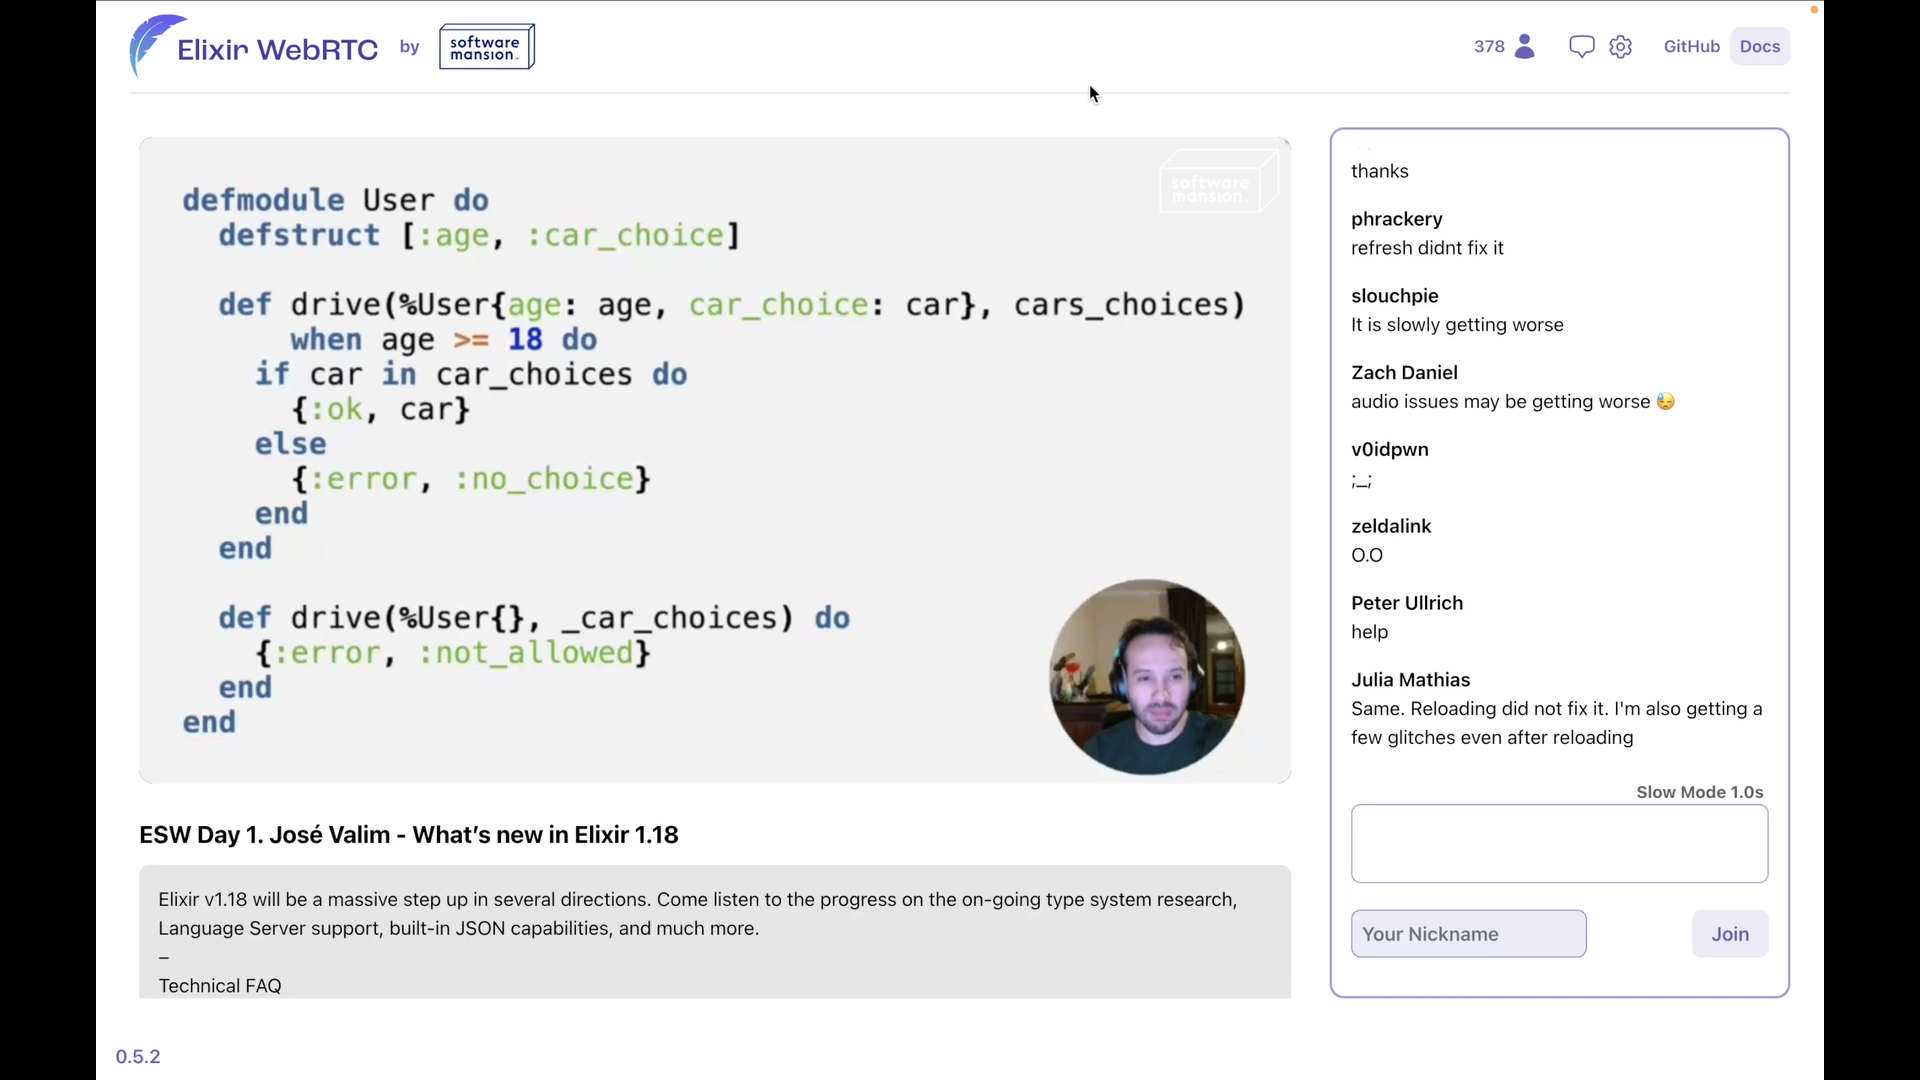 Elixir WebRTC by software mansion
378
GitHub
Docs
software
mansion
defmodule User do
defstruct [:age, :car_choice]
def drive(%User{age: age, car_choice: car}, cars_choices)
when age >= 18 do
if car in car_choices do
{:ok, car}
else
{:error, :no_choice}
end
end
def drive(%User{}, _car_choices) do
{:error, :not_allowed}
end
end
ESW Day 1. José Valim - What’s new in Elixir 1.18
Elixir v1.18 will be a massive step up in several directions. Come listen to the progress on the on-going type system research,
Language Server support, built-in JSON capabilities, and much more.
–
Technical FAQ
thanks
phrackery
refresh didnt fix it
slouchpie
It is slowly getting worse
Zach Daniel
audio issues may be getting worse 😓
v0idpwn
;_;
zeldalink
O.O
Peter Ullrich
help
Julia Mathias
Same. Reloading did not fix it. I'm also getting a
few glitches even after reloading
Slow Mode 1.0s
Your Nickname
Join
0.5.2